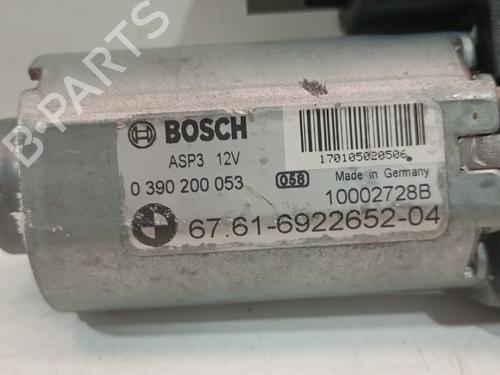 B-PARTS
BOSCH
ASP3 12V
170105020506
0 390 200 053
058
Made in Germany
10002728B
67.61-6922652-04